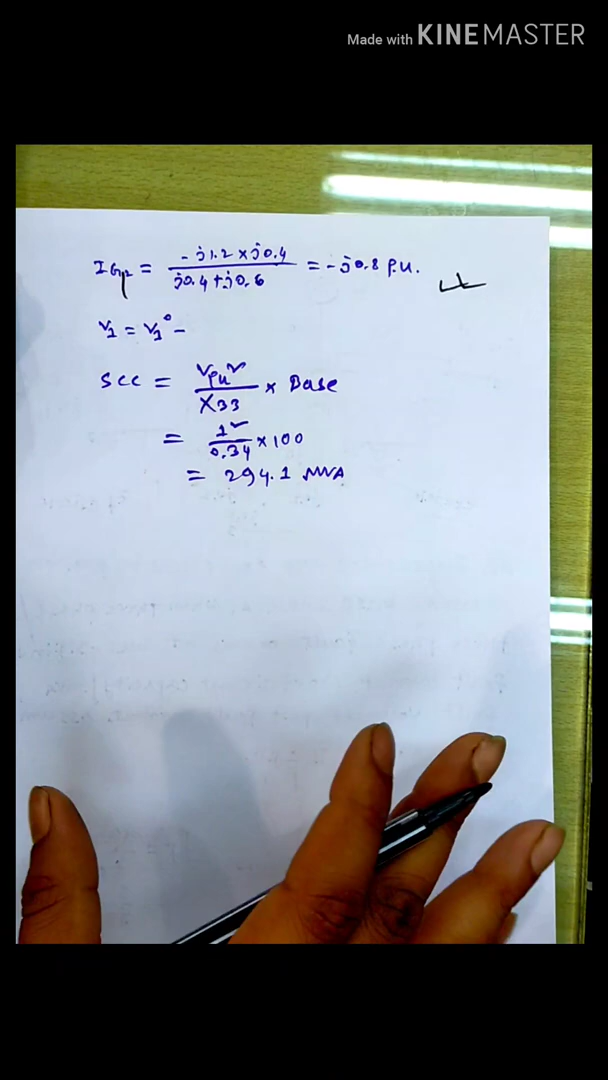 Made with KINEMASTER
I G2 = -j1.2 × j0.4 / j0.4 + j0.6 = -j0.8 P.U.
V1 = V1° -
SCC = Vpu² / X33 × Base
= 1² / 0.34 × 100
= 294.1 MVA